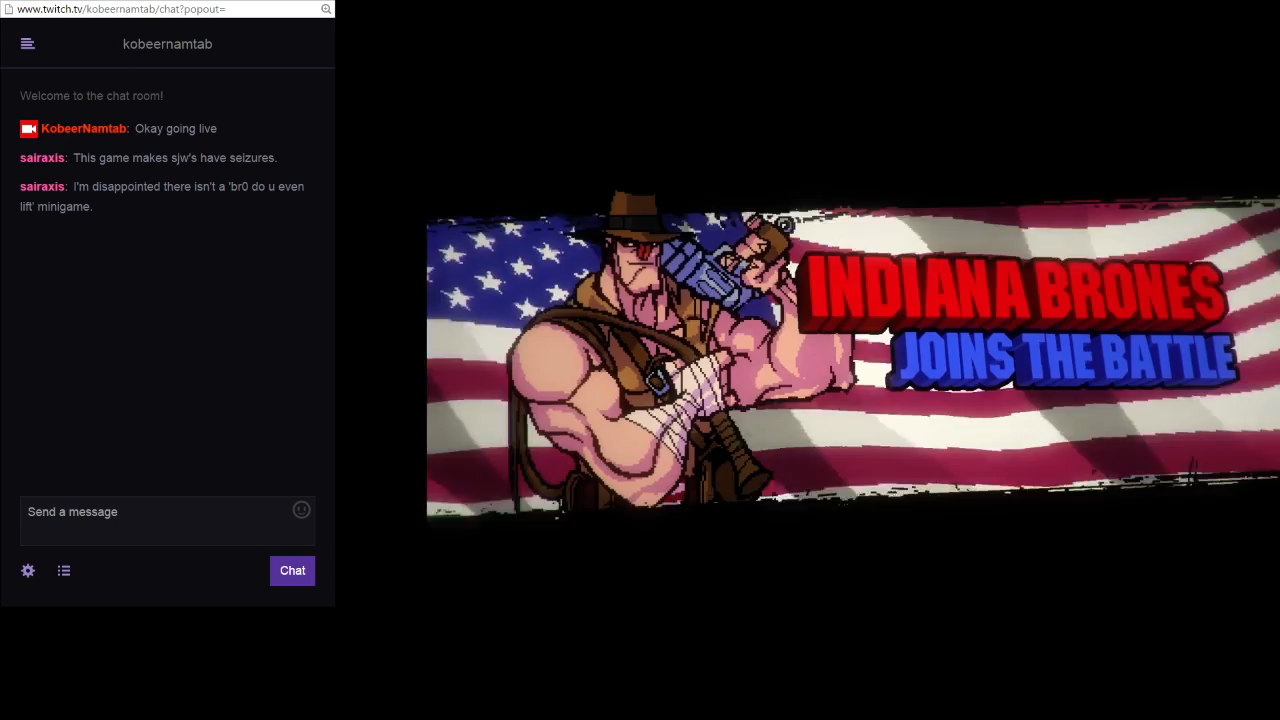 www.twitch.tv/kobeernamtab/chat?popout=
kobeernamtab
Welcome to the chat room!
KobeerNamtab: Okay going live
sairaxis: This game makes sjw's have seizures.
sairaxis: I'm disappointed there isn't a 'br0 do u even
lift' minigame.
Send a message
Chat
INDIANA BRONES
JOINS THE BATTLE